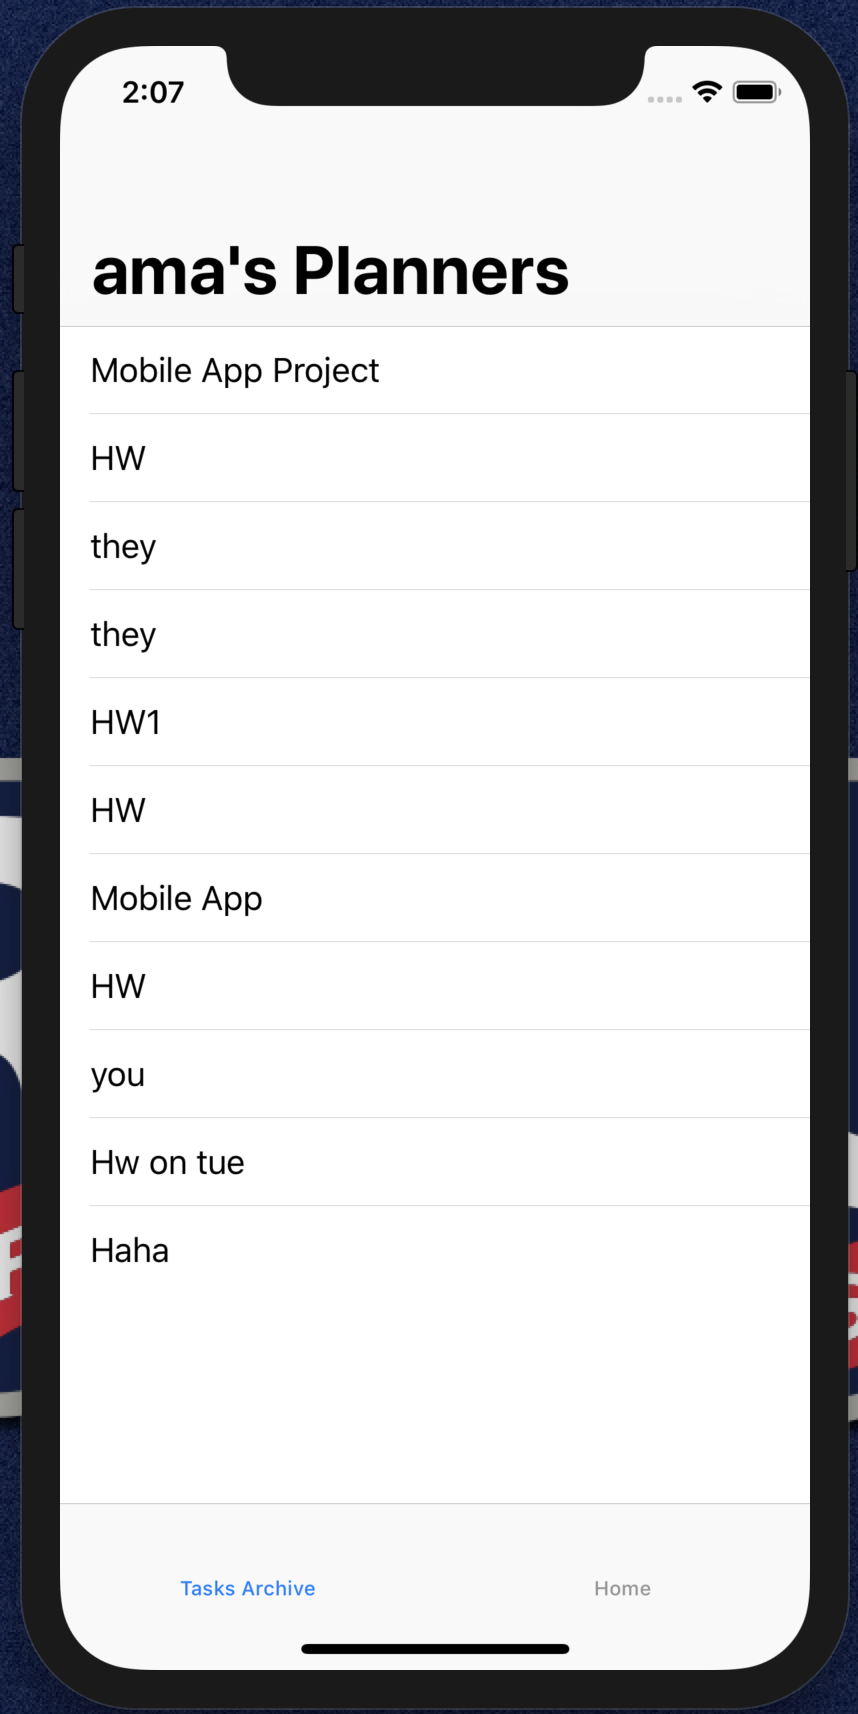 2:07
ama's Planners
Mobile App Project
HW
they
they
HW1
HW
Mobile App
HW
you
Hw on tue
Haha
Tasks Archive
Home